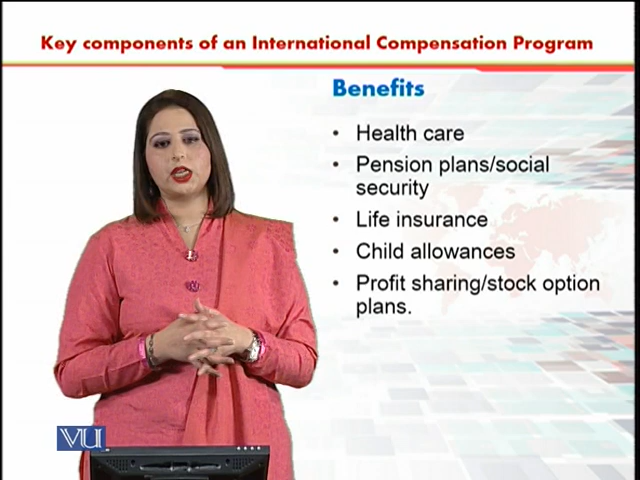 Key components of an International Compensation Program
Benefits
• Health care
• Pension plans/social
security
• Life insurance
• Child allowances
• Profit sharing/stock option
plans.
VU